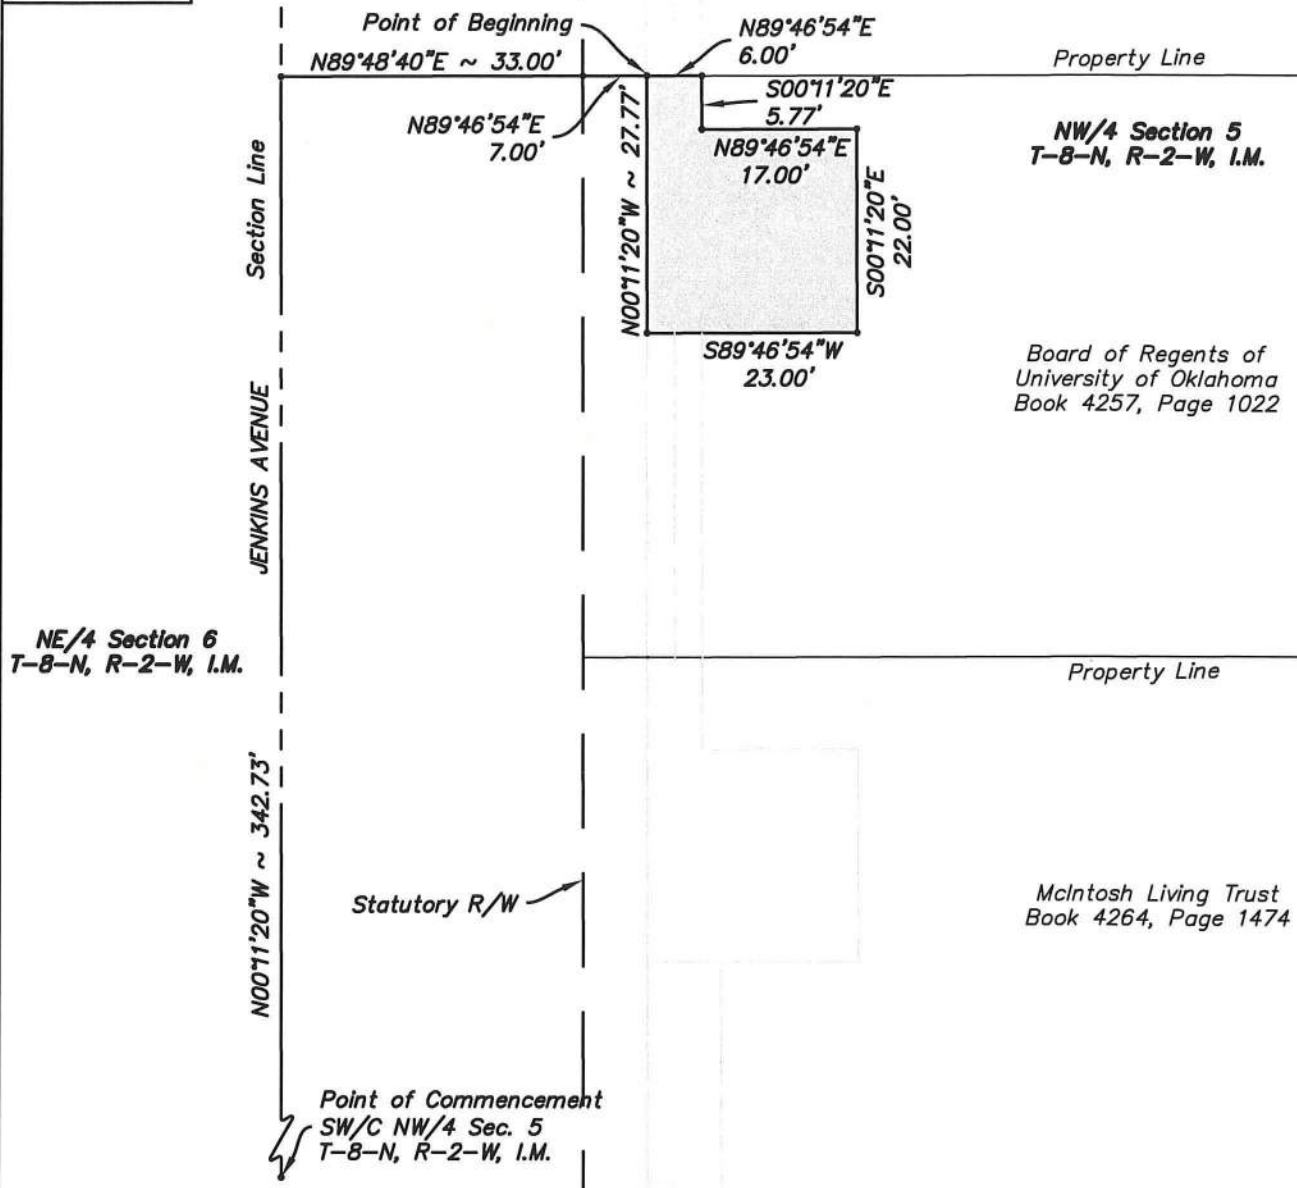 Point of Beginning
N89°46'54"E
6.00'
N89°48'40"E ~ 33.00'
Property Line
S00°11'20"E
5.77'
N89°46'54"E
7.00'
N00°11'20"W ~ 27.77'
N89°46'54"E
17.00'
NW/4 Section 5
T-8-N, R-2-W, I.M.
Section Line
S00°11'20"E
22.00'
S89°46'54"W
23.00'
Board of Regents of
University of Oklahoma
Book 4257, Page 1022
JENKINS AVENUE
NE/4 Section 6
T-8-N, R-2-W, I.M.
Property Line
N00°11'20"W ~ 342.73'
Statutory R/W
McIntosh Living Trust
Book 4264, Page 1474
Point of Commencement
SW/C NW/4 Sec. 5
T-8-N, R-2-W, I.M.